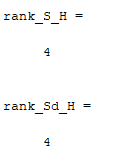 rank_S_H =
4
rank_Sd_H =
4